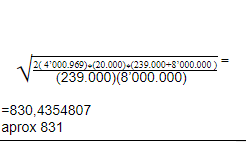 √2( 4’000.969)*(20.000)*(239.000+8’000.000 ) =
(239.000)(8’000.000)
=830,4354807
aprox 831